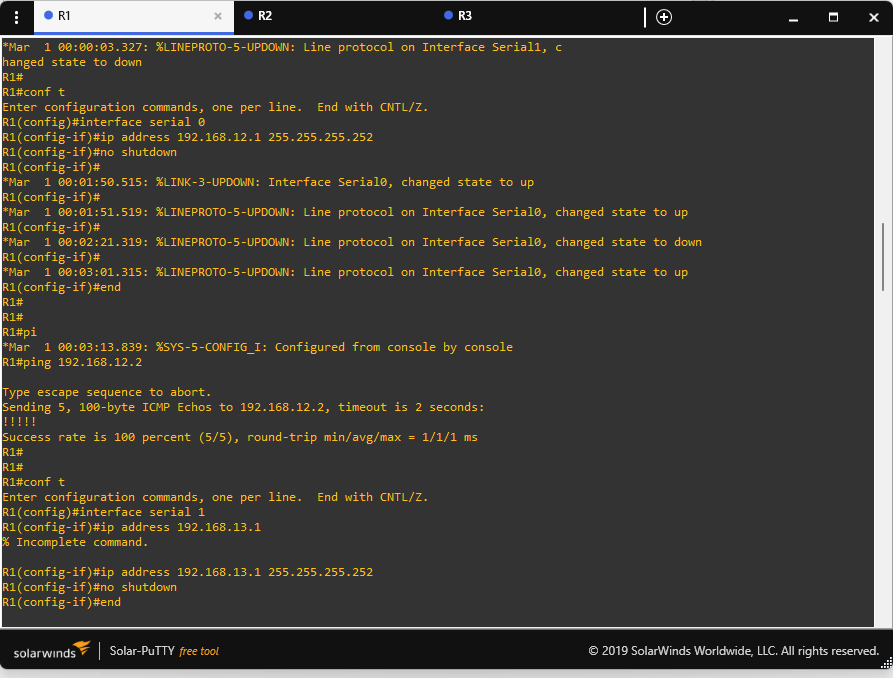 R1
R2
R3
*Mar  1 00:00:03.327: %LINEPROTO-5-UPDOWN: Line protocol on Interface Serial1, c
hanged state to down
R1#
R1#conf t
Enter configuration commands, one per line.  End with CNTL/Z.
R1(config)#interface serial 0
R1(config-if)#ip address 192.168.12.1 255.255.255.252
R1(config-if)#no shutdown
R1(config-if)#
*Mar  1 00:01:50.515: %LINK-3-UPDOWN: Interface Serial0, changed state to up
R1(config-if)#
*Mar  1 00:01:51.519: %LINEPROTO-5-UPDOWN: Line protocol on Interface Serial0, changed state to up
R1(config-if)#
*Mar  1 00:02:21.319: %LINEPROTO-5-UPDOWN: Line protocol on Interface Serial0, changed state to down
R1(config-if)#
*Mar  1 00:03:01.315: %LINEPROTO-5-UPDOWN: Line protocol on Interface Serial0, changed state to up
R1(config-if)#end
R1#
R1#
R1#pi
*Mar  1 00:03:13.839: %SYS-5-CONFIG_I: Configured from console by console
R1#ping 192.168.12.2
Type escape sequence to abort.
Sending 5, 100-byte ICMP Echos to 192.168.12.2, timeout is 2 seconds:
!!!!!
Success rate is 100 percent (5/5), round-trip min/avg/max = 1/1/1 ms
R1#
R1#
R1#conf t
Enter configuration commands, one per line.  End with CNTL/Z.
R1(config)#interface serial 1
R1(config-if)#ip address 192.168.13.1
% Incomplete command.
R1(config-if)#ip address 192.168.13.1 255.255.255.252
R1(config-if)#no shutdown
R1(config-if)#end
solarwinds
Solar-PuTTY free tool
© 2019 SolarWinds Worldwide, LLC. All rights reserved.